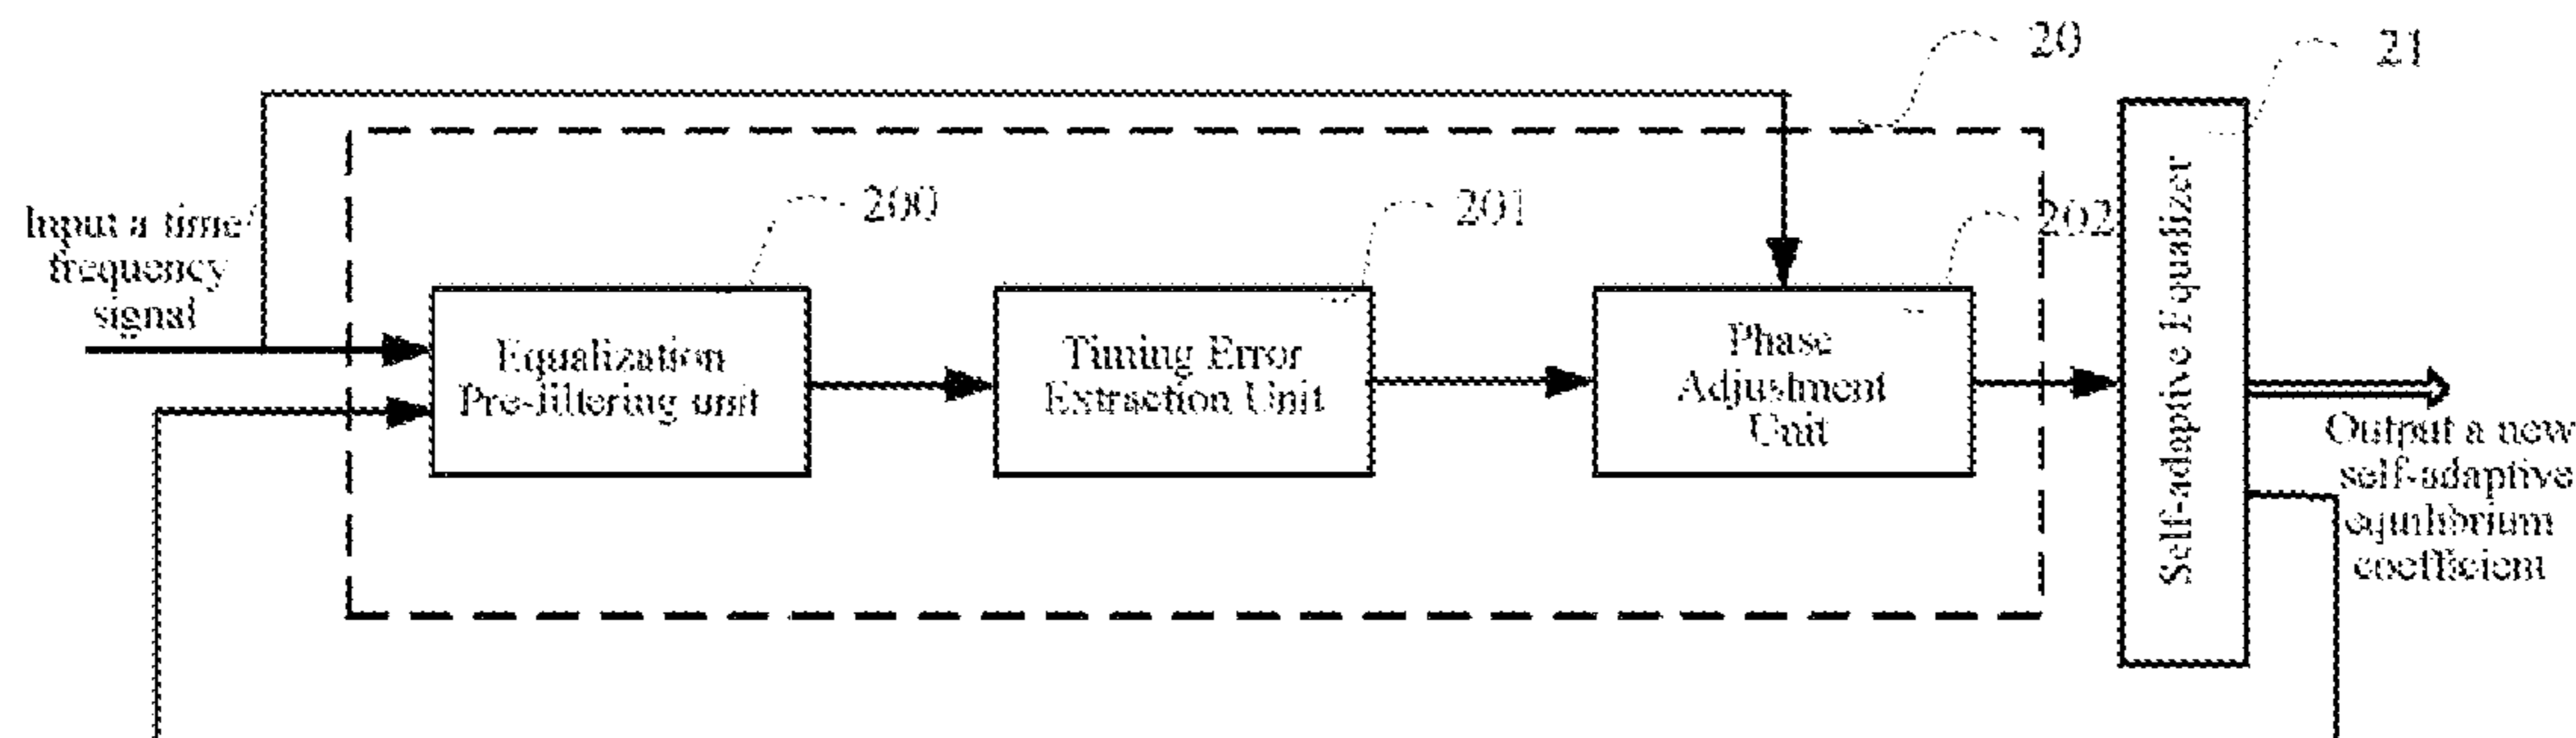 20
21
Input a time
frequency
signal
200
201
202
Equalization
Pre-filtering unit
Timing Error
Extraction Unit
Phase
Adjustment
Unit
Self-adaptive Equalizer
Output a new
self-adaptive
equilibrium
coefficient